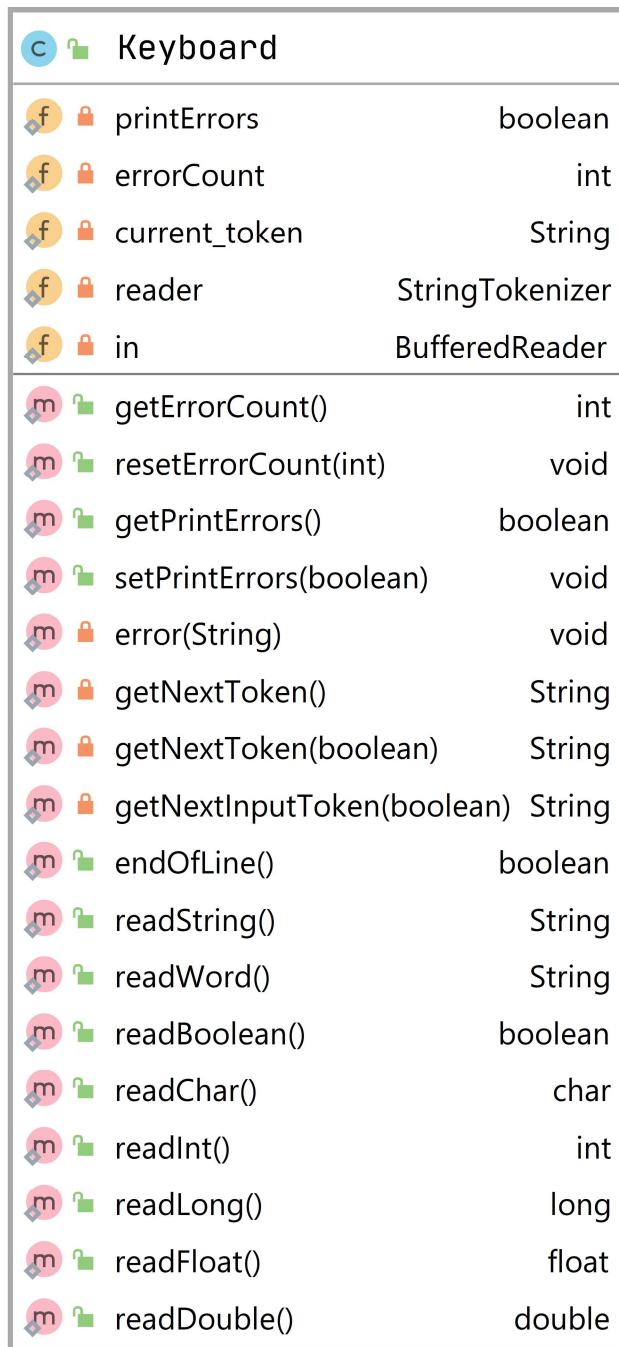 C Keyboard
f printErrors boolean
f errorCount int
f current_token String
f reader StringTokenizer
f in BufferedReader
m getErrorCount() int
m resetErrorCount(int) void
m getPrintErrors() boolean
m setPrintErrors(boolean) void
m error(String) void
m getNextToken() String
m getNextToken(boolean) String
m getNextInputToken(boolean) String
m endOfLine() boolean
m readString() String
m readWord() String
m readBoolean() boolean
m readChar() char
m readInt() int
m readLong() long
m readFloat() float
m readDouble() double